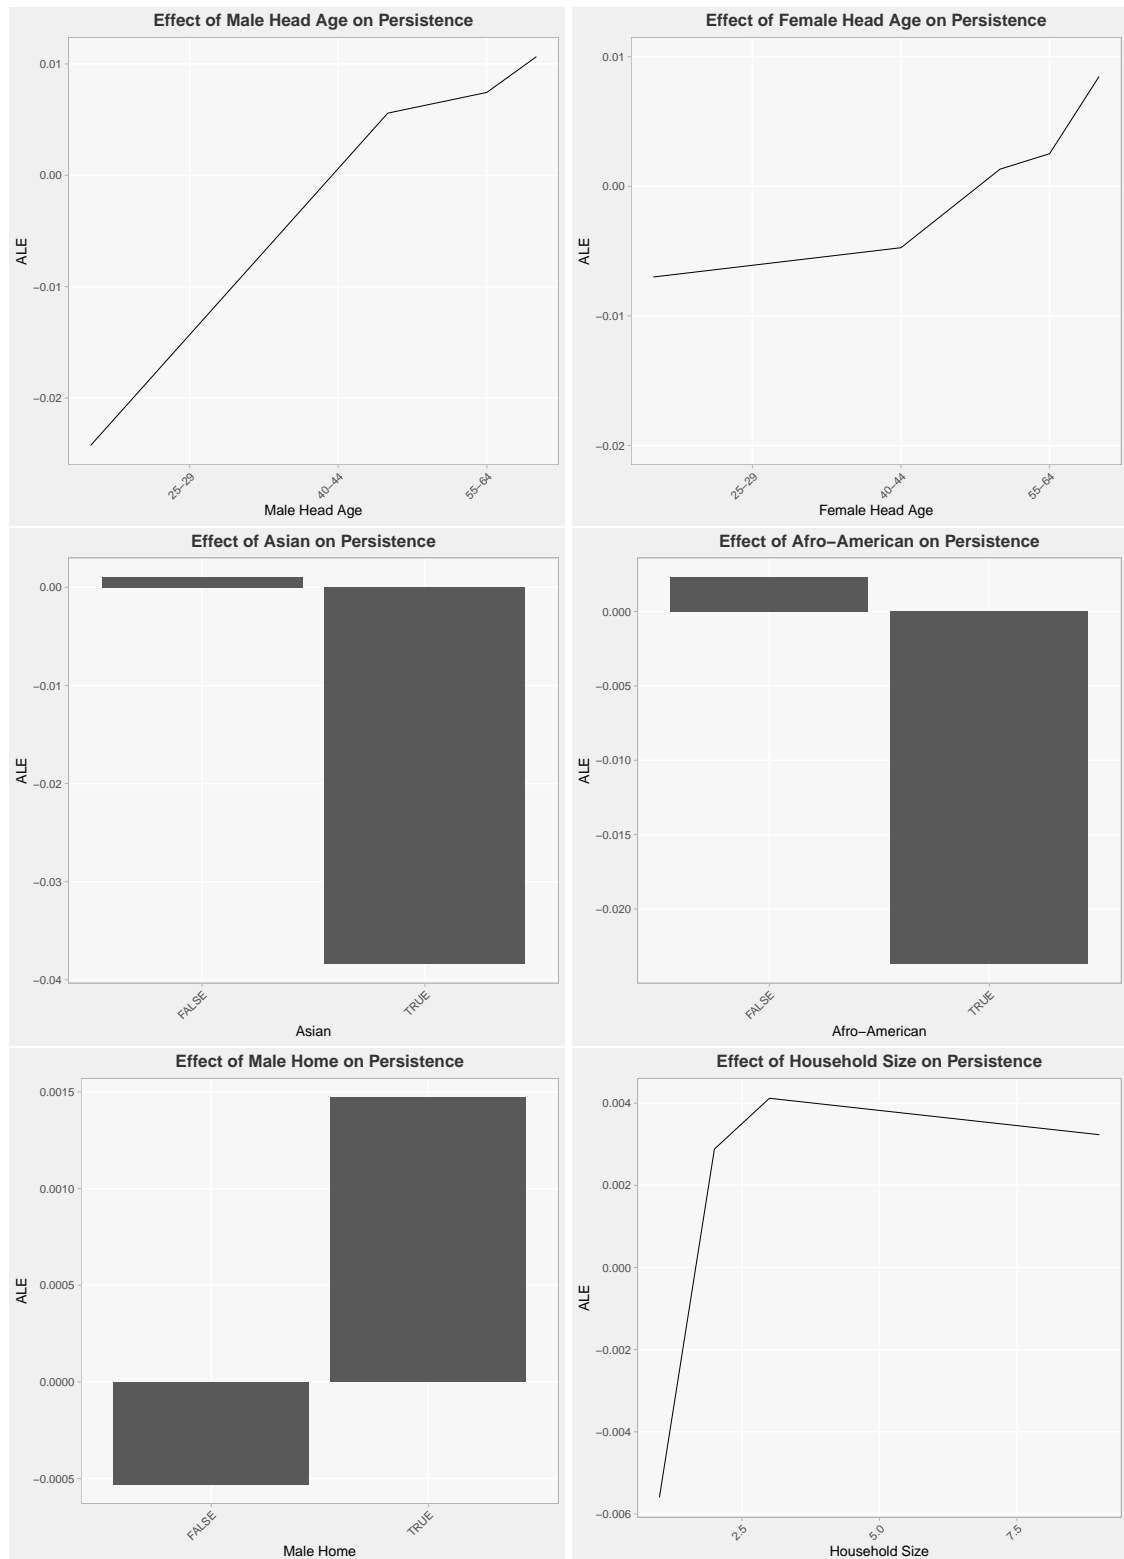 Effect of Male Head Age on Persistence
0.01
0.00
−0.01
−0.02
ALE
25−29
40−44
55−64
Male Head Age
Effect of Female Head Age on Persistence
0.01
0.00
−0.01
−0.02
ALE
25−29
40−44
55−64
Female Head Age
Effect of Asian on Persistence
0.00
−0.01
−0.02
−0.03
−0.04
ALE
FALSE
TRUE
Asian
Effect of Afro−American on Persistence
0.000
−0.005
−0.010
−0.015
−0.020
ALE
FALSE
TRUE
Afro−American
Effect of Male Home on Persistence
0.0015
0.0010
0.0005
0.0000
−0.0005
ALE
FALSE
TRUE
Male Home
Effect of Household Size on Persistence
0.004
0.002
0.000
−0.002
−0.004
−0.006
ALE
2.5
5.0
7.5
Household Size